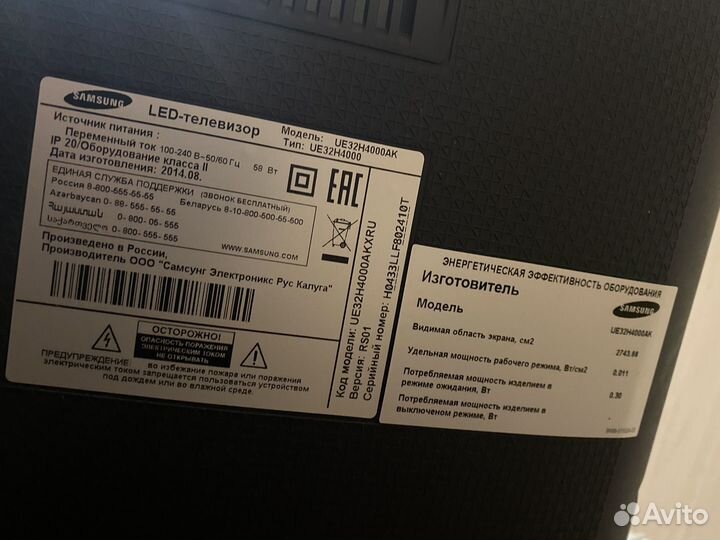 SAMSUNG
LED-телевизор
Модель: UE32H4000AK
Тип: UE32H4000
Источник питания :
Переменный ток 100-240 В~50/60 Гц 58 Вт
IP 20/Оборудование класса II
Дата изготовления: 2014.08.
ЕДИНАЯ СЛУЖБА ПОДДЕРЖКИ (ЗВОНОК БЕСПЛАТНЫЙ)
Россия 8-800-555-55-55
Беларусь 8-10-800-500-55-500
Azərbaycan 0- 88- 555- 55- 55
Հայաստան 0- 800- 05- 555
საქართველო 0- 800- 555- 555
WWW.SAMSUNG.COM
Произведено в России,
Производитель ООО "Самсунг Электроникс Рус Калуга"
ОСТОРОЖНО!
ОПАСНОСТЬ ПОРАЖЕНИЯ
ЭЛЕКТРИЧЕСКИМ ТОКОМ
НЕ ОТКРЫВАТЬ!
ПРЕДУПРЕЖДЕНИЕ: во избежание пожара или поражения
электрическим током запрещается пользоваться устройством
под дождем или во влажной среде.
EAC
Код модели: UE32H4000AKXRU
Версия: RS01
Серийный номер: H0433LLF802410T
ЭНЕРГЕТИЧЕСКАЯ ЭФФЕКТИВНОСТЬ ОБОРУДОВАНИЯ
Изготовитель SAMSUNG
Модель UE32H4000AK
Видимая область экрана, см2 2743.88
Удельная мощность рабочего режима, Вт/см2 0.011
Потребляемая мощность изделием в
режиме ожидания, Вт 0.30
Потребляемая мощность изделием в
выключеном режиме, Вт -
Avito